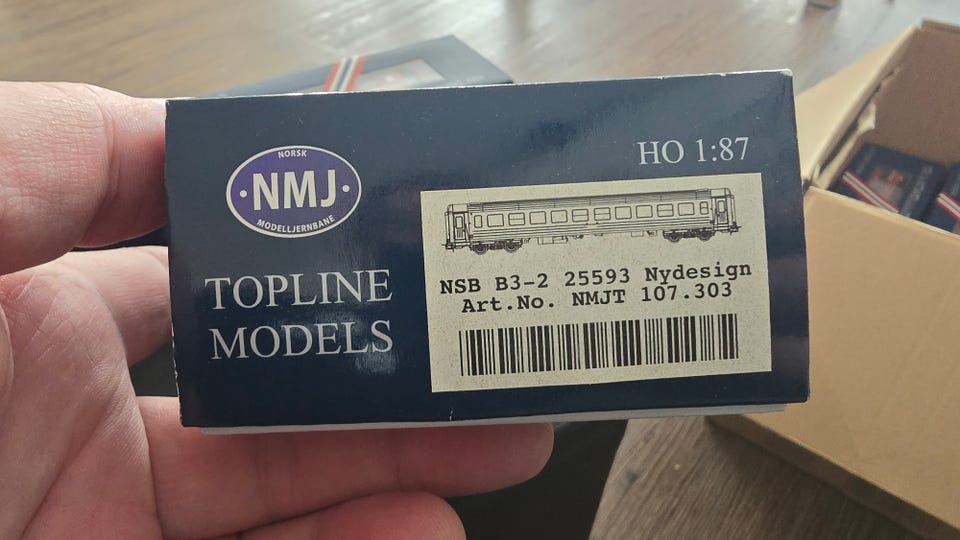 NORSK
·NMJ·
MODELLJERNBANE
TOPLINE
MODELS
HO 1:87
NSB B3-2 25593 Nydesign
Art.No. NMJT 107.303